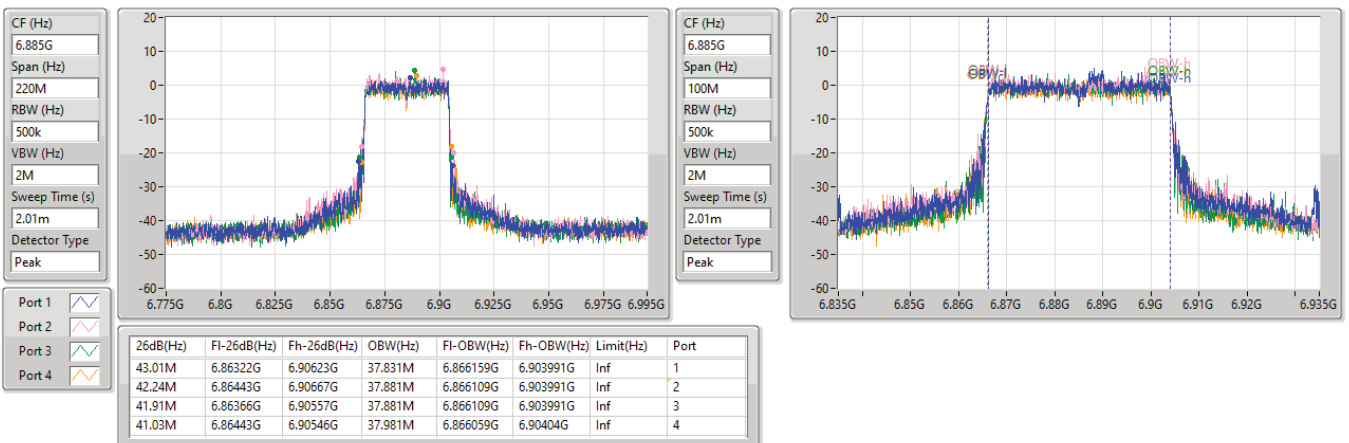 CF (Hz)
6.885G
Span (Hz)
220M
RBW (Hz)
500k
VBW (Hz)
2M
Sweep Time (s)
2.01m
Detector Type
Peak
20
10
0
-10
-20
-30
-40
-50
-60
6.775G 6.8G 6.825G 6.85G 6.875G 6.9G 6.925G 6.95G 6.975G 6.995G
CF (Hz)
6.885G
Span (Hz)
100M
RBW (Hz)
500k
VBW (Hz)
2M
Sweep Time (s)
2.01m
Detector Type
Peak
20
10
0
-10
-20
-30
-40
-50
-60
OBW-l
OBW-h
OBW-h
OBW-h
6.835G 6.85G 6.86G 6.87G 6.88G 6.89G 6.9G 6.91G 6.92G 6.935G
Port 1
Port 2
Port 3
Port 4
26dB(Hz) Fl-26dB(Hz) Fh-26dB(Hz) OBW(Hz) Fl-OBW(Hz) Fh-OBW(Hz) Limit(Hz) Port
43.01M 6.86322G 6.90623G 37.831M 6.866159G 6.903991G Inf 1
42.24M 6.86443G 6.90667G 37.881M 6.866109G 6.903991G Inf 2
41.91M 6.86366G 6.90557G 37.881M 6.866109G 6.903991G Inf 3
41.03M 6.86443G 6.90546G 37.981M 6.866059G 6.90404G Inf 4